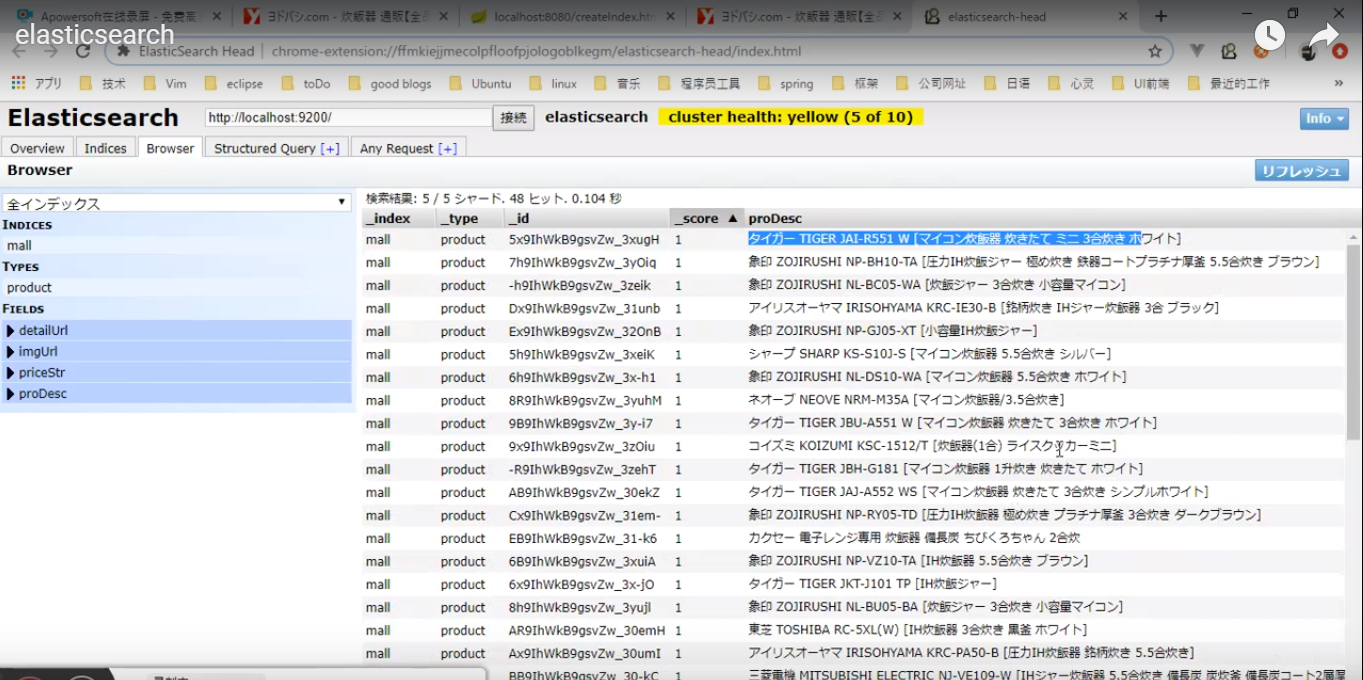 Apowersoft在线录屏 - 免费高
ヨドバシ.com - 炊飯器 通販【全品
localhost:8080/createIndex.htm
ヨドバシ.com - 炊飯器 通販【全品
elasticsearch-head
elasticsearch
ElasticSearch Head | chrome-extension://ffmkiejjmecolpfloofpjologoblkegm/elasticsearch-head/index.html
アプリ 技术 Vim eclipse toDo good blogs Ubuntu linux 音乐 程序员工具 spring 框架 公司网址 日语 心灵 UI前端 最近的工作 »
Elasticsearch http://localhost:9200/ 接続 elasticsearch cluster health: yellow (5 of 10) Info
Overview Indices Browser Structured Query [+] Any Request [+]
Browser リフレッシュ
全インデックス
INDICES
mall
TYPES
product
FIELDS
detailUrl
imgUrl
priceStr
proDesc
検索結果: 5 / 5 シャード. 48 ヒット. 0.104 秒
_index _type _id _score ▲ proDesc
mall product 5x9IhWkB9gsvZw_3xugH 1 タイガー TIGER JAI-R551 W [マイコン炊飯器 炊きたて ミニ 3合炊き ホワイト]
mall product 7h9IhWkB9gsvZw_3yOiq 1 象印 ZOJIRUSHI NP-BH10-TA [圧力IH炊飯ジャー 極め炊き 鉄器コートプラチナ厚釜 5.5合炊き ブラウン]
mall product -h9IhWkB9gsvZw_3zeik 1 象印 ZOJIRUSHI NL-BC05-WA [炊飯ジャー 3合炊き 小容量マイコン]
mall product Dx9IhWkB9gsvZw_31unb 1 アイリスオーヤマ IRISOHYAMA KRC-IE30-B [銘柄炊き IHジャー炊飯器 3合 ブラック]
mall product Ex9IhWkB9gsvZw_32OnB 1 象印 ZOJIRUSHI NP-GJ05-XT [小容量IH炊飯ジャー]
mall product 5h9IhWkB9gsvZw_3xeiK 1 シャープ SHARP KS-S10J-S [マイコン炊飯器 5.5合炊き シルバー]
mall product 6h9IhWkB9gsvZw_3x-h1 1 象印 ZOJIRUSHI NL-DS10-WA [マイコン炊飯器 5.5合炊き ホワイト]
mall product 8R9IhWkB9gsvZw_3yuhM 1 ネオーブ NEOVE NRM-M35A [マイコン炊飯器/3.5合炊き]
mall product 9B9IhWkB9gsvZw_3y-i7 1 タイガー TIGER JBU-A551 W [マイコン炊飯器 炊きたて 3合炊き ホワイト]
mall product 9x9IhWkB9gsvZw_3zOiu 1 コイズミ KOIZUMI KSC-1512/T [炊飯器(1合) ライスクッカーミニ]
mall product -R9IhWkB9gsvZw_3zehT 1 タイガー TIGER JBH-G181 [マイコン炊飯器 1升炊き 炊きたて ホワイト]
mall product AB9IhWkB9gsvZw_30ekZ 1 タイガー TIGER JAJ-A552 WS [マイコン炊飯器 炊きたて 3合炊き シンプルホワイト]
mall product Cx9IhWkB9gsvZw_31em- 1 象印 ZOJIRUSHI NP-RY05-TD [圧力IH炊飯器 極め炊き プラチナ厚釜 3合炊き ダークブラウン]
mall product EB9IhWkB9gsvZw_31-k6 1 カクセー 電子レンジ専用 炊飯器 備長炭 ちびくろちゃん 2合炊
mall product 6B9IhWkB9gsvZw_3xuiA 1 象印 ZOJIRUSHI NP-VZ10-TA [IH炊飯器 5.5合炊き ブラウン]
mall product 6x9IhWkB9gsvZw_3x-jO 1 タイガー TIGER JKT-J101 TP [IH炊飯ジャー]
mall product 8h9IhWkB9gsvZw_3yujl 1 象印 ZOJIRUSHI NL-BU05-BA [炊飯ジャー 3合炊き 小容量マイコン]
mall product AR9IhWkB9gsvZw_30emH 1 東芝 TOSHIBA RC-5XL(W) [IH炊飯器 3合炊き 黒釜 ホワイト]
mall product Ax9IhWkB9gsvZw_30umI 1 アイリスオーヤマ IRISOHYAMA KRC-PA50-B [圧力IH炊飯器 銘柄炊き 5.5合炊き]
mall product BB9IhWkB9gsvZw_30-kC 1 三菱電機 MITSUBISHI ELECTRIC NJ-VE109-W [IHジャー炊飯器 5.5合炊き 備長炭 炭炊釜 備長炭コート2層厚